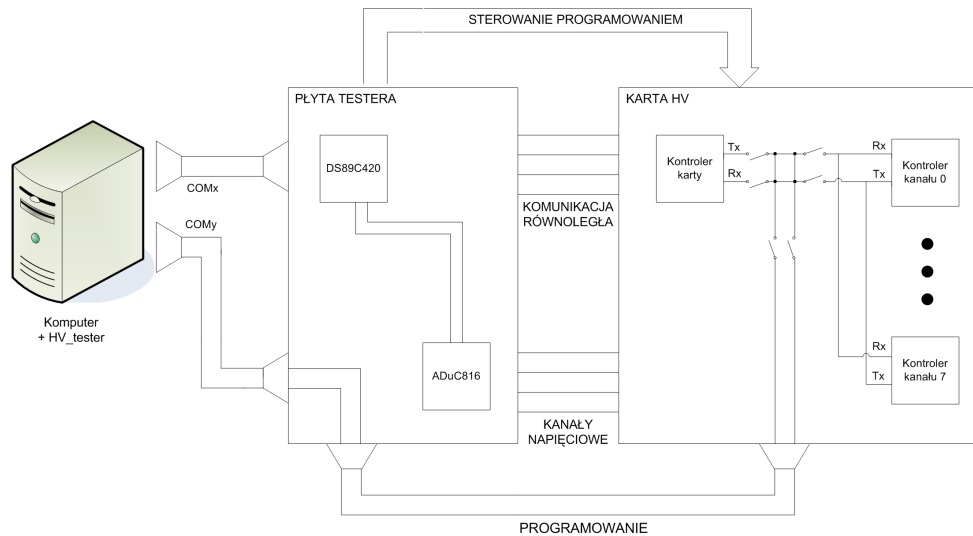 STEROWANIE PROGRAMOWANIEM
PŁYTA TESTERA
KARTA HV
DS89C420
COMx
COMy
Komputer
+ HV_tester
ADuC816
KOMUNIKACJA
RÓWNOLEGŁA
KANAŁY
NAPIĘCIOWE
Kontroler
karty
Tx
Rx
Rx
Tx
Kontroler
kanału 0
Rx
Tx
Kontroler
kanału 7
PROGRAMOWANIE